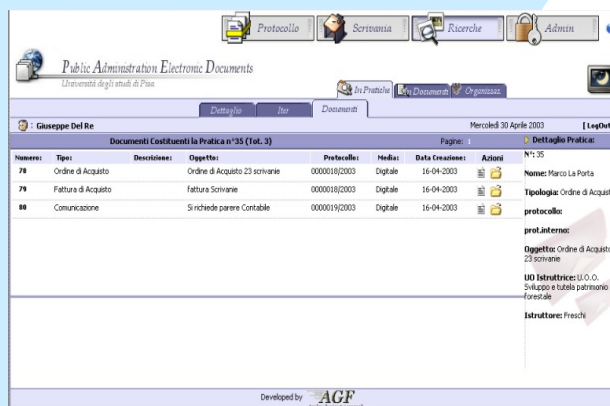 Protocollo Scrivania Ricerche Admin
Public Administration Electronic Documents
Università degli studi di Pisa
In Pratiche In Documenti Organizzaz.
Dettaglio Iter Documenti
: Giuseppe Del Re Mercoledì 30 Aprile 2003 [ LogOut
Documenti Costituenti la Pratica n°35 (Tot. 3) Pagine: 1 Dettaglio Pratica:
Numero: Tipo: Descrizione: Oggetto: Protocollo: Media: Data Creazione: Azioni
78 Ordine di Acquisto Ordine di Acquisto 23 scrivanie 0000018/2003 Digitale 16-04-2003
79 Fattura di Acquisto fattura Scrivanie 0000018/2003 Digitale 16-04-2003
80 Comunicazione Si richiede parere Contabile 0000019/2003 Digitale 16-04-2003
N°: 35
Nome: Marco La Porta
Tipologia: Ordine di Acquist
protocollo:
prot.interno:
Oggetto: Ordine di Acquisto
23 scrivanie
UO Istruttrice: U.O.O.
Sviluppo e tutela patrimonio
forestale
Istruttore: Freschi
Developed by AGF